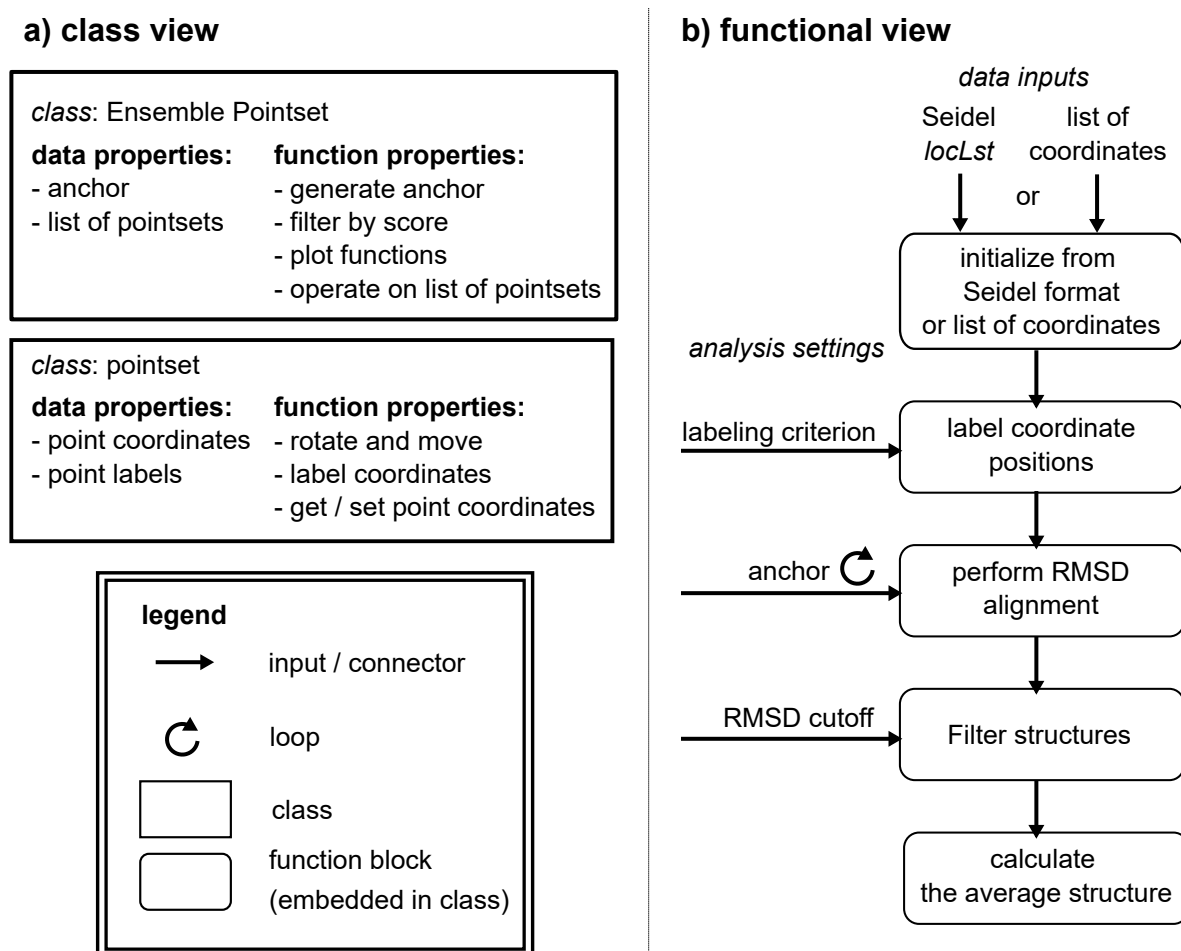 a) class view
class: Ensemble Pointset
data properties:
- anchor
- list of pointsets
function properties:
- generate anchor
- filter by score
- plot functions
- operate on list of pointsets
class: pointset
data properties:
- point coordinates
- point labels
function properties:
- rotate and move
- label coordinates
- get / set point coordinates
legend
input / connector
loop
class
function block
(embedded in class)
b) functional view
data inputs
Seidel
locLst
or
list of
coordinates
initialize from
Seidel format
or list of coordinates
analysis settings
labeling criterion
label coordinate
positions
anchor
perform RMSD
alignment
RMSD cutoff
Filter structures
calculate
the average structure